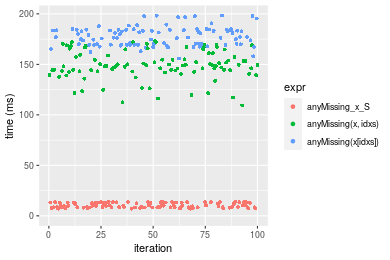 200
150
100
50
0
time (ms)
0 25 50 75 100
iteration
expr
anyMissing_x_S
anyMissing(x, idxs)
anyMissing(x[idxs])